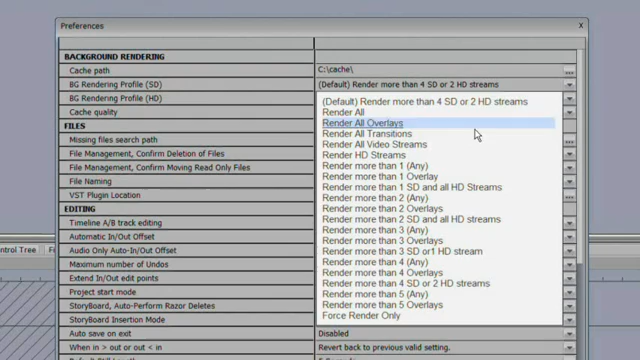 Preferences
X
BACKGROUND RENDERING
Cache path C:\cache\ ...
BG Rendering Profile (SD) (Default) Render more than 4 SD or 2 HD streams
BG Rendering Profile (HD) (Default) Render more than 4 SD or 2 HD streams
Cache quality Render All
FILES Render All Overlays
Missing files search path Render All Transitions
Render All Video Streams
File Management, Confirm Deletion of Files Render HD Streams
File Management, Confirm Moving Read Only Files Render more than 1 (Any)
File Naming Render more than 1 Overlay
VST Plugin Location Render more than 1 SD and all HD Streams
Render more than 2 (Any)
EDITING Render more than 2 Overlays
Timeline A/B track editing Render more than 2 SD and all HD streams
Automatic In/Out Offset Render more than 3 (Any)
Render more than 3 Overlays
Audio Only Auto-In/Out Offset Render more than 3 SD or1 HD stream
Maximum number of Undos Render more than 4 (Any)
Extend In/Out edit points Render more than 4 Overlays
Project start mode Render more than 4 SD or 2 HD streams
Render more than 5 (Any)
StoryBoard, Auto-Perform Razor Deletes Render more than 5 Overlays
StoryBoard Insertion Mode Force Render Only
Auto save on exit Disabled
When in > out or out < in Revert back to previous valid setting.
ontrol Tree